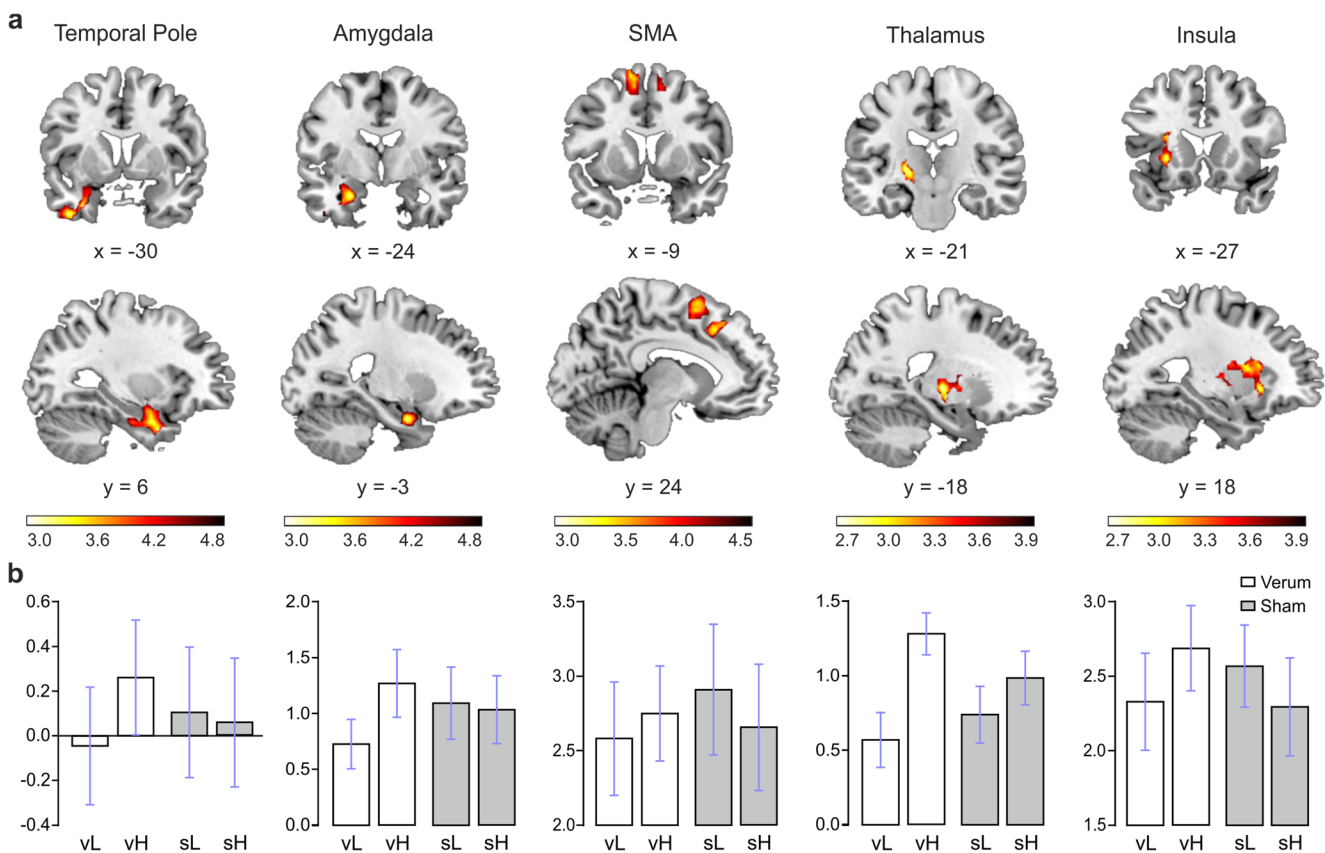 a
Temporal Pole Amygdala SMA Thalamus Insula
x = -30 x = -24 x = -9 x = -21 x = -27
y = 6 y = -3 y = 24 y = -18 y = 18
3.0 3.6 4.2 4.8 3.0 3.6 4.2 4.8 3.0 3.5 4.0 4.5 2.7 3.0 3.3 3.6 3.9 2.7 3.0 3.3 3.6 3.9
b
Verum
Sham
0.6
0.4
0.2
0.0
-0.2
-0.4
vL vH sL sH
2.0
1.5
1.0
0.5
0.0
vL vH sL sH
3.5
3.0
2.5
2.0
vL vH sL sH
1.5
1.0
0.5
0.0
vL vH sL sH
3.0
2.5
2.0
1.5
vL vH sL sH